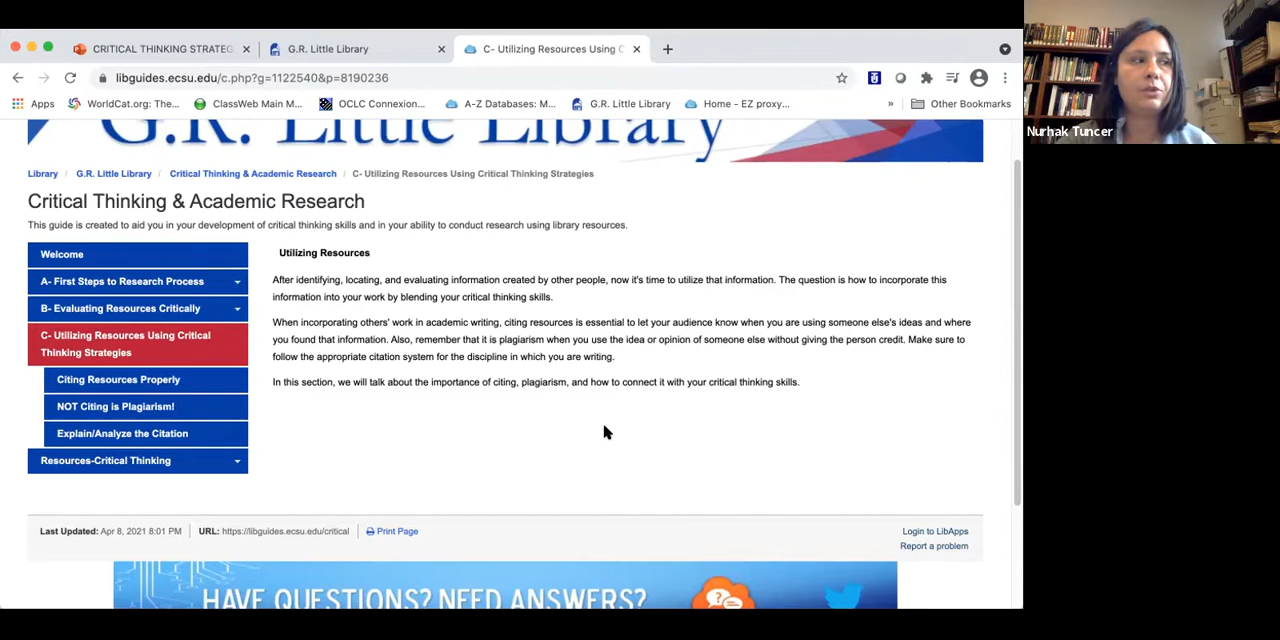 CRITICAL THINKING STRATEG
G.R. Little Library
C- Utilizing Resources Using C
libguides.ecsu.edu/c.php?g=1122540&p=8190236
Apps
WorldCat.org: The...
ClassWeb Main M...
OCLC Connexion...
A-Z Databases: M...
G.R. Little Library
Home - EZ proxy...
»
Other Bookmarks
Nurhak Tuncer
G.R. Little Library
Library / G.R. Little Library / Critical Thinking & Academic Research / C- Utilizing Resources Using Critical Thinking Strategies
Critical Thinking & Academic Research
This guide is created to aid you in your development of critical thinking skills and in your ability to conduct research using library resources.
Welcome
A- First Steps to Research Process
B- Evaluating Resources Critically
C- Utilizing Resources Using Critical
Thinking Strategies
Citing Resources Properly
NOT Citing is Plagiarism!
Explain/Analyze the Citation
Resources-Critical Thinking
Utilizing Resources
After identifying, locating, and evaluating information created by other people, now it's time to utilize that information. The question is how to incorporate this
information into your work by blending your critical thinking skills.
When incorporating others' work in academic writing, citing resources is essential to let your audience know when you are using someone else's ideas and where
you found that information. Also, remember that it is plagiarism when you use the idea or opinion of someone else without giving the person credit. Make sure to
follow the appropriate citation system for the discipline in which you are writing.
In this section, we will talk about the importance of citing, plagiarism, and how to connect it with your critical thinking skills.
Last Updated: Apr 8, 2021 8:01 PM
URL: https://libguides.ecsu.edu/critical
Print Page
Login to LibApps
Report a problem
HAVE QUESTIONS? NEED ANSWERS?